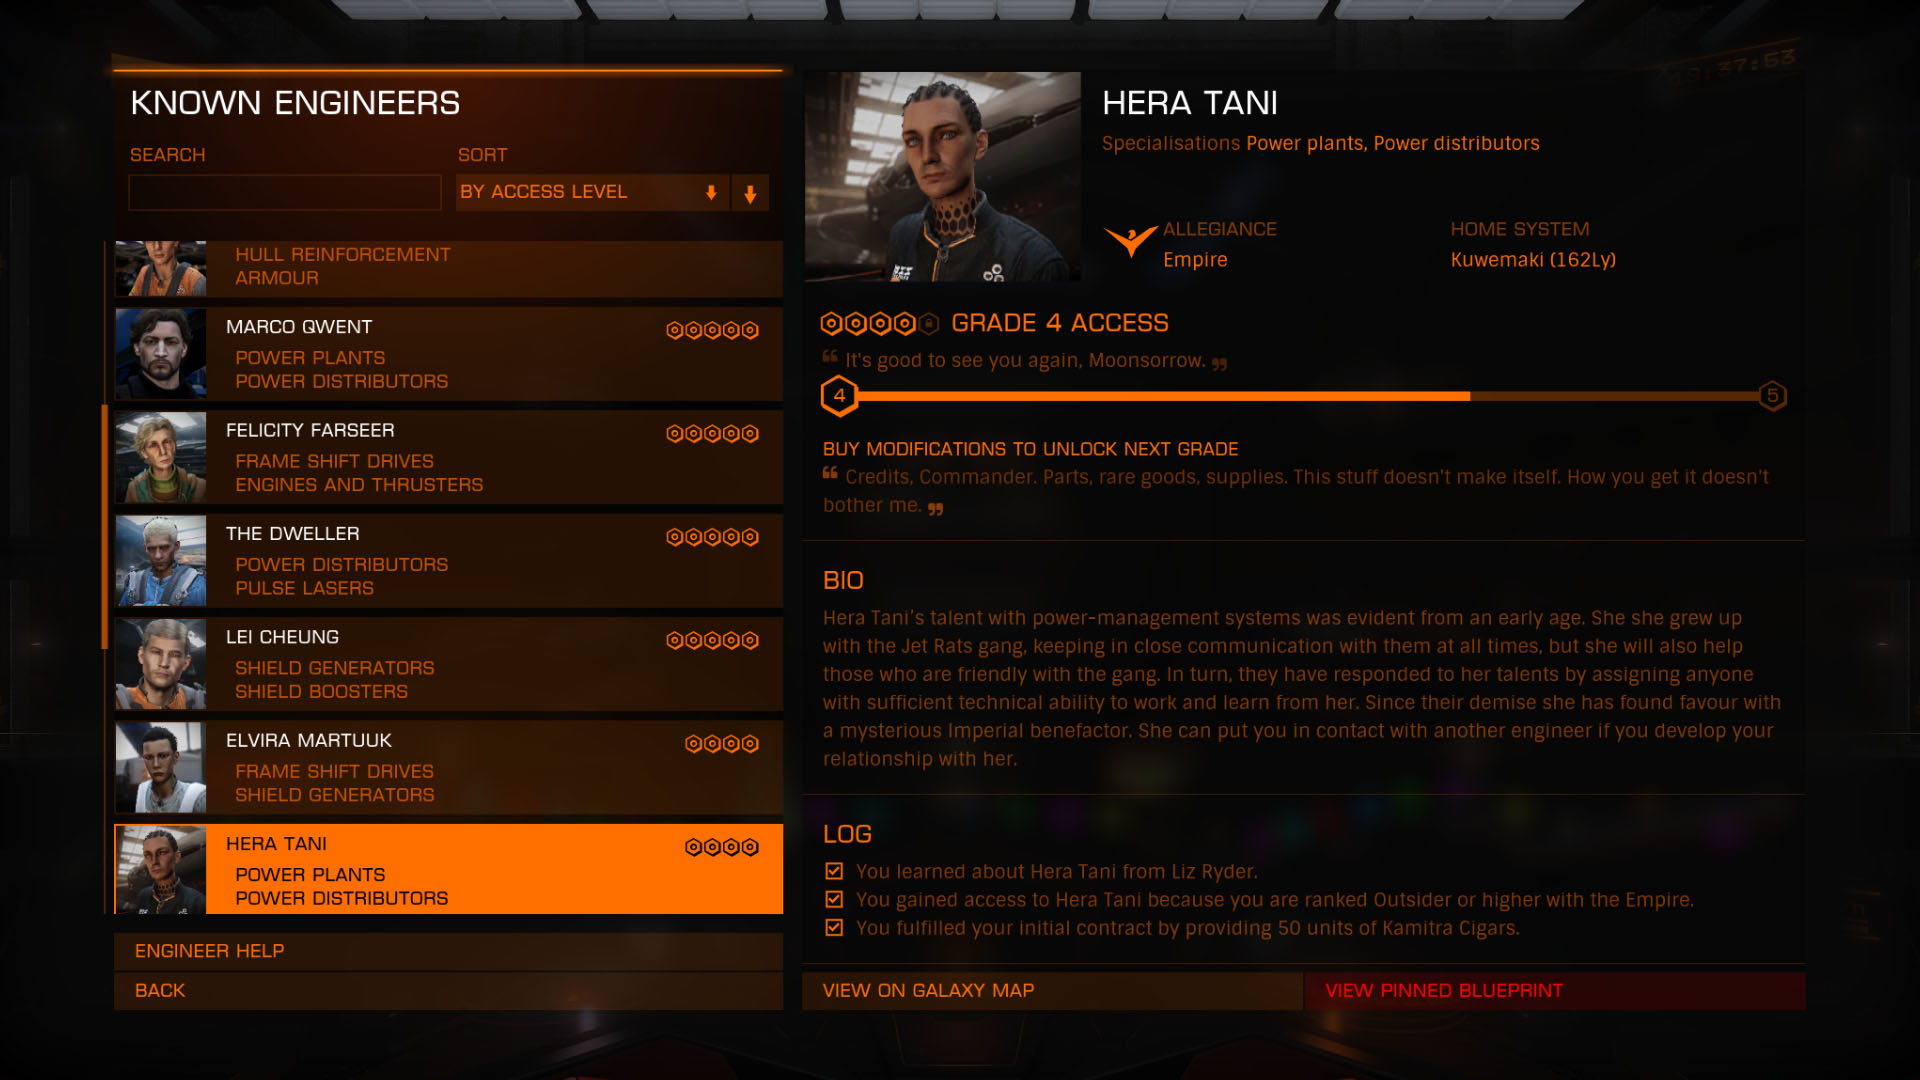 19:37:53
KNOWN ENGINEERS
SEARCH
SORT
BY ACCESS LEVEL
HULL REINFORCEMENT
ARMOUR
MARCO QWENT
POWER PLANTS
POWER DISTRIBUTORS
FELICITY FARSEER
FRAME SHIFT DRIVES
ENGINES AND THRUSTERS
THE DWELLER
POWER DISTRIBUTORS
PULSE LASERS
LEI CHEUNG
SHIELD GENERATORS
SHIELD BOOSTERS
ELVIRA MARTUUK
FRAME SHIFT DRIVES
SHIELD GENERATORS
HERA TANI
POWER PLANTS
POWER DISTRIBUTORS
ENGINEER HELP
BACK
HERA TANI
Specialisations Power plants, Power distributors
ALLEGIANCE
Empire
HOME SYSTEM
Kuwemaki (162Ly)
GRADE 4 ACCESS
“ It's good to see you again, Moonsorrow. ”
4
5
BUY MODIFICATIONS TO UNLOCK NEXT GRADE
“ Credits, Commander. Parts, rare goods, supplies. This stuff doesn't make itself. How you get it doesn't
bother me. ”
BIO
Hera Tani’s talent with power-management systems was evident from an early age. She she grew up
with the Jet Rats gang, keeping in close communication with them at all times, but she will also help
those who are friendly with the gang. In turn, they have responded to her talents by assigning anyone
with sufficient technical ability to work and learn from her. Since their demise she has found favour with
a mysterious Imperial benefactor. She can put you in contact with another engineer if you develop your
relationship with her.
LOG
You learned about Hera Tani from Liz Ryder.
You gained access to Hera Tani because you are ranked Outsider or higher with the Empire.
You fulfilled your initial contract by providing 50 units of Kamitra Cigars.
VIEW ON GALAXY MAP
VIEW PINNED BLUEPRINT